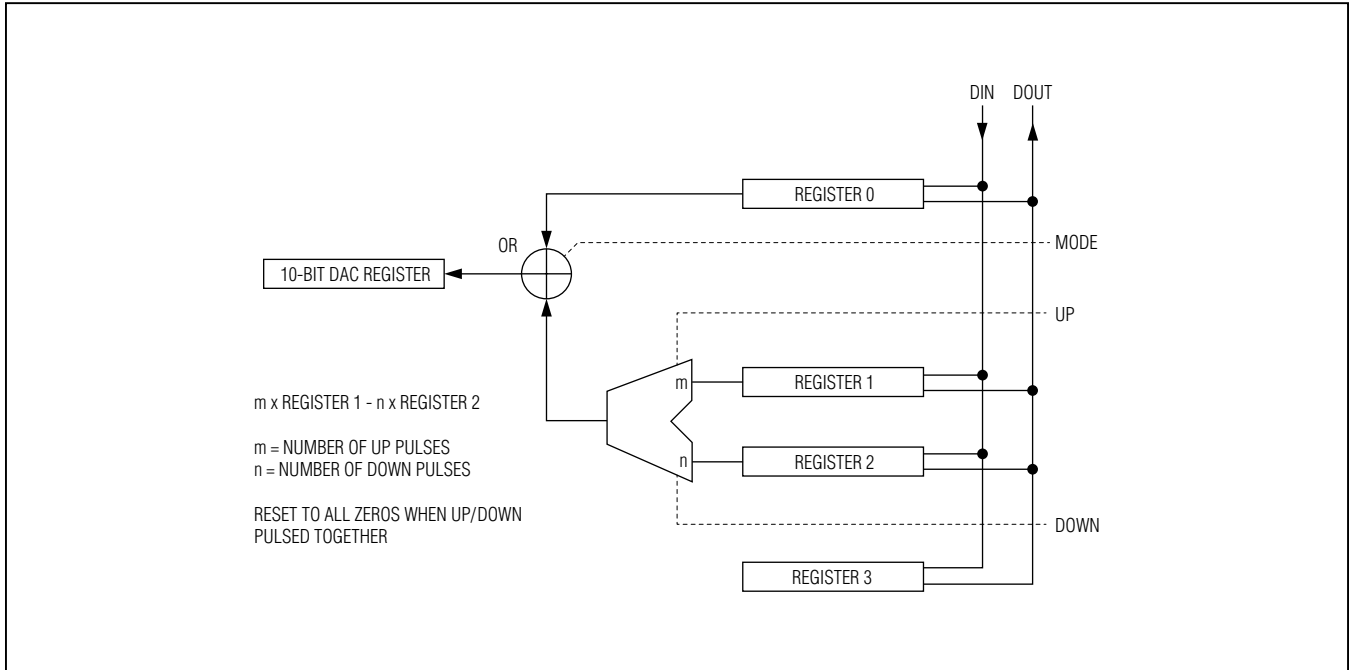 DIN DOUT
REGISTER 0
OR
MODE
10-BIT DAC REGISTER
UP
m
REGISTER 1
m x REGISTER 1 - n x REGISTER 2
m = NUMBER OF UP PULSES
n = NUMBER OF DOWN PULSES
n
REGISTER 2
RESET TO ALL ZEROS WHEN UP/DOWN
PULSED TOGETHER
DOWN
REGISTER 3